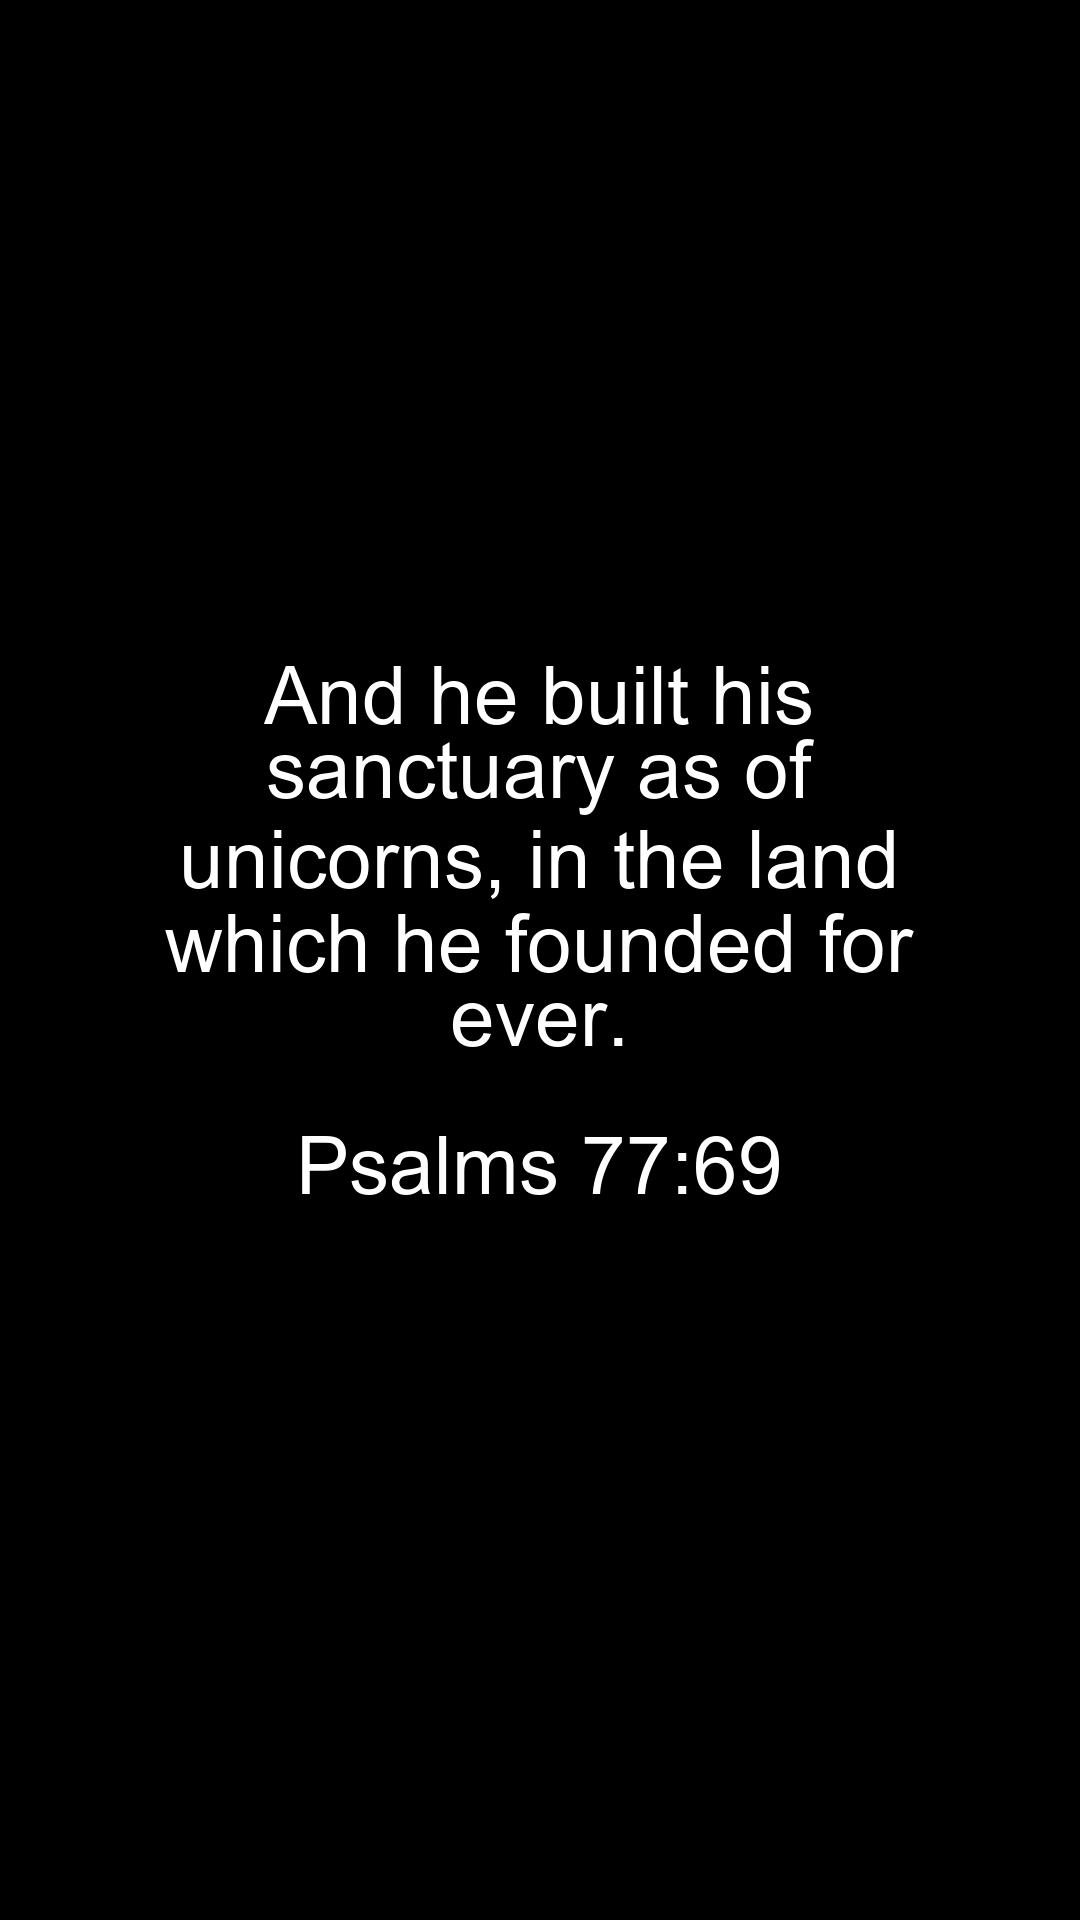 And he built his
sanctuary as of
unicorns, in the land
which he founded for
ever.
Psalms 77:69